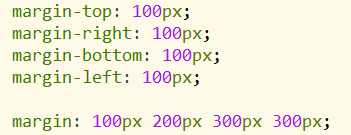 margin-top: 100px;
margin-right: 100px;
margin-bottom: 100px;
margin-left: 100px;
margin: 100px 200px 300px 300px;